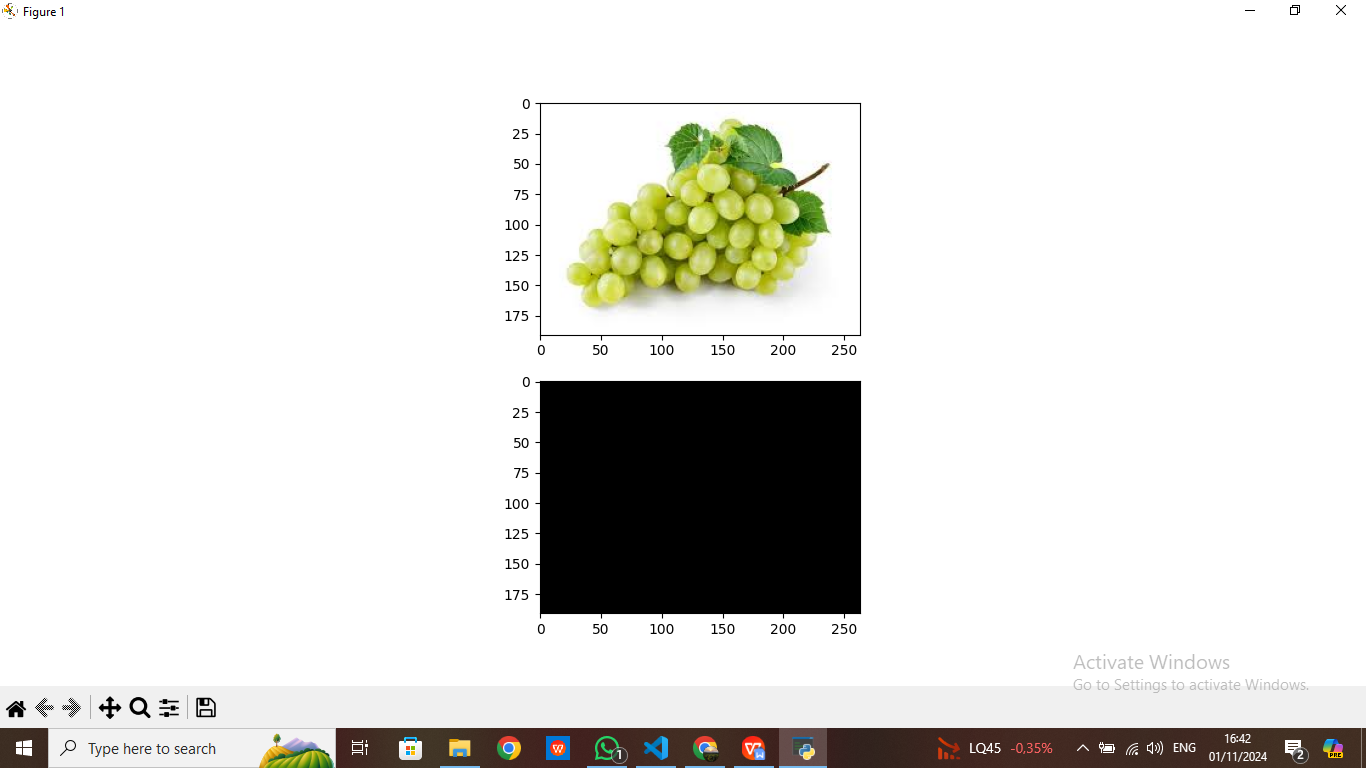 Figure 1
0
25
50
75
100
125
150
175
0 50 100 150 200 250
0
25
50
75
100
125
150
175
0 50 100 150 200 250
Activate Windows
Go to Settings to activate Windows.
Type here to search
W
1
LQ45 -0,35%
ENG
16:42
01/11/2024
2
PRE